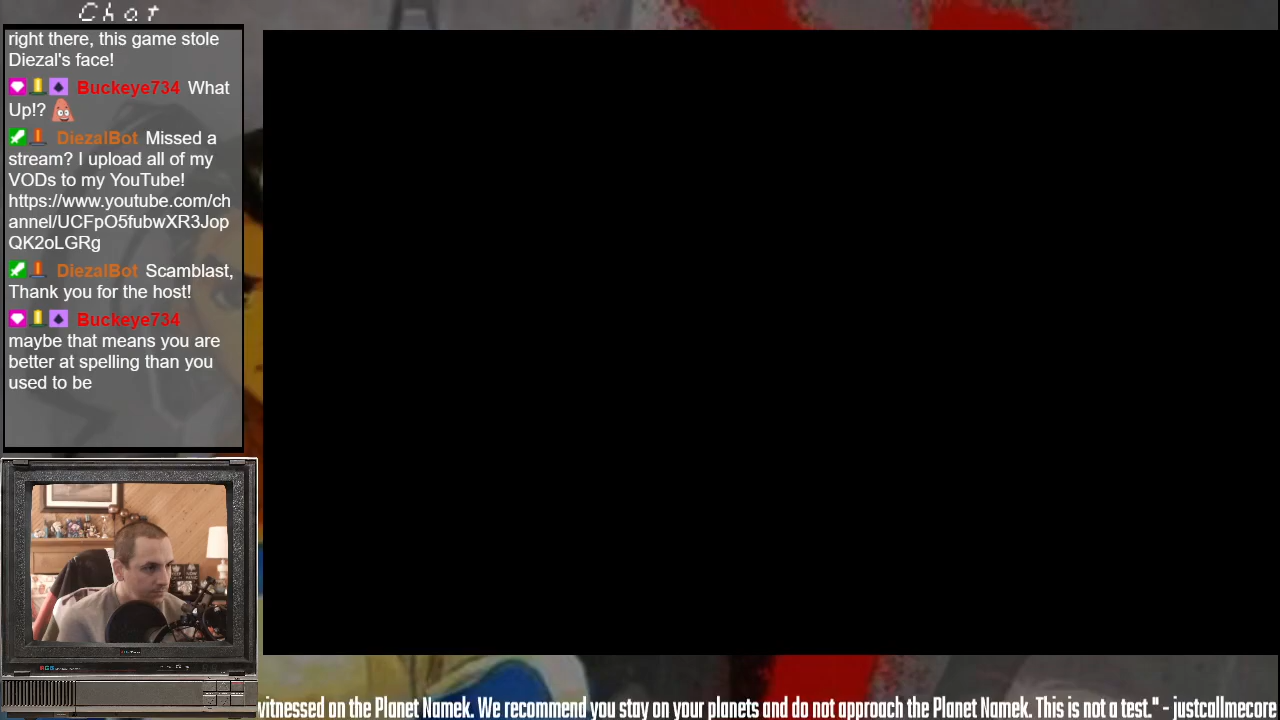 Chat
right there, this game stole
Diezal's face!
Buckeye734 What
Up!?
DiezalBot Missed a
stream? I upload all of my
VODs to my YouTube!
https://www.youtube.com/ch
annel/UCFpO5fubwXR3Jop
QK2oLGRg
DiezalBot Scamblast,
Thank you for the host!
Buckeye734
maybe that means you are
better at spelling than you
used to be
witnessed on the Planet Namek. We recommend you stay on your planets and do not approach the Planet Namek. This is not a test." - justcallmecore